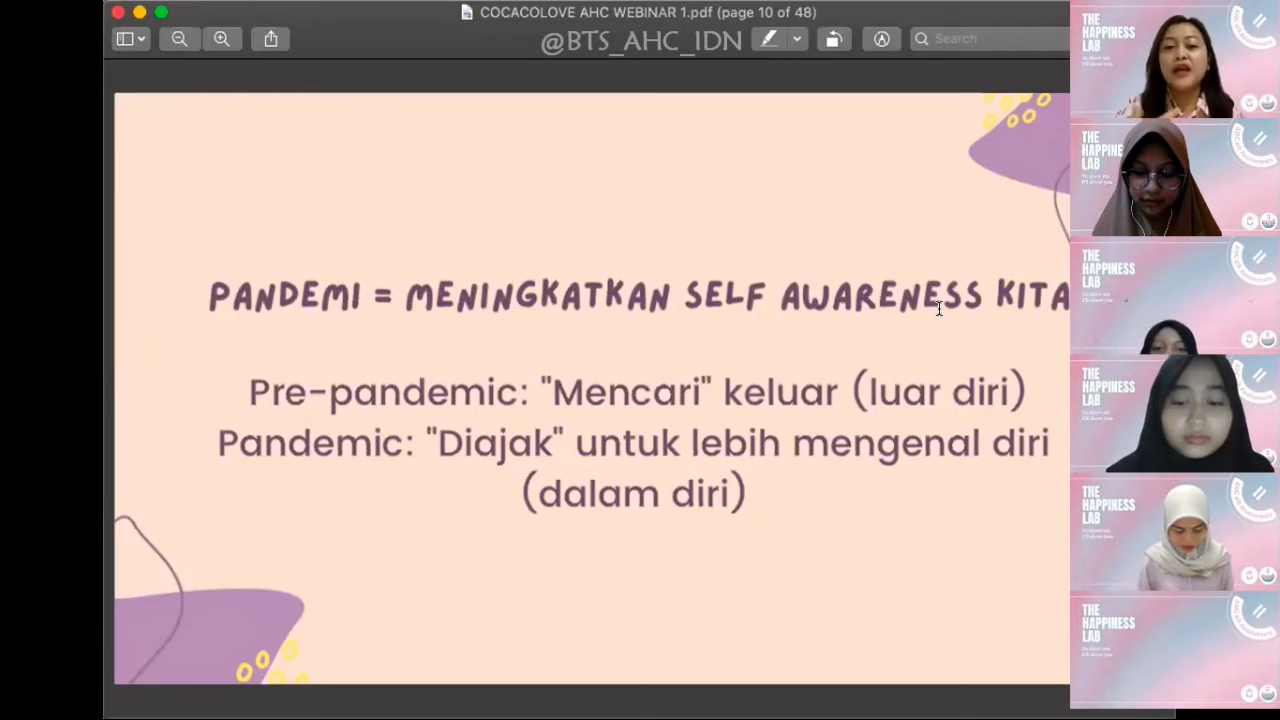 COCACOLOVE AHC WEBINAR 1.pdf (page 10 of 48)
@BTS_AHC_IDN
Search
PANDEMI = MENINGKATKAN SELF AWARENESS KITA
Pre-pandemic: "Mencari" keluar (luar diri)
Pandemic: "Diajak" untuk lebih mengenal diri
(dalam diri)
THE
HAPPINESS
LAB
THE
HAPPINE
LAB
THE
HAPPINESS
LAB
THE
HAPPINESS
LAB
THE
HAPPINESS
LAB
THE
HAPPINESS
LAB